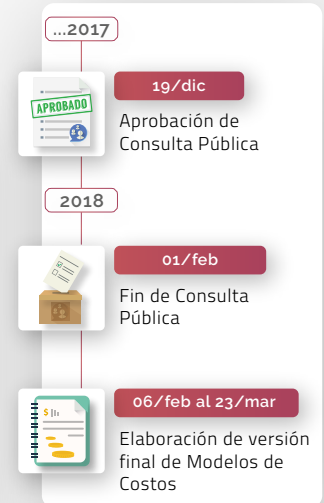 ...2017
19/dic
APROBADO
Aprobación de
Consulta Pública
2018
01/feb
Fin de Consulta
Pública
06/feb al 23/mar
$
Elaboración de versión
final de Modelos de
Costos